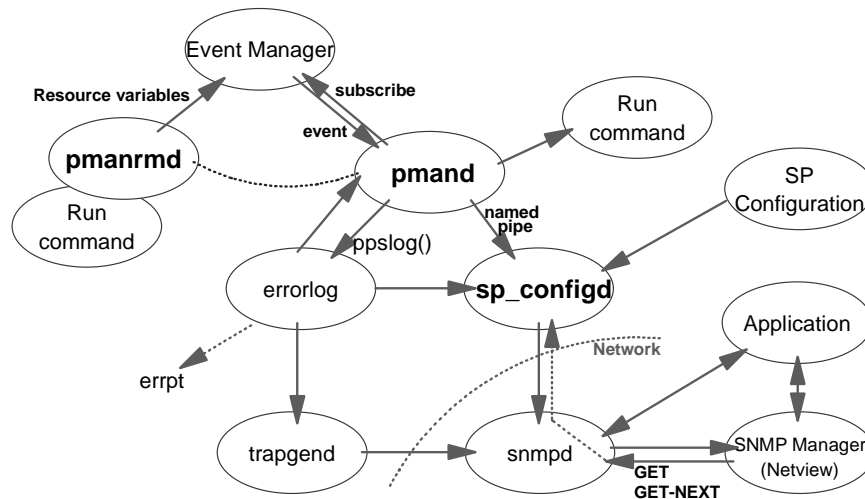 Event Manager
Resource variables
subscribe
event
Run
command
pmanrmd
pmand
SP
Configuration
Run
command
named
pipe
ppslog()
errorlog
sp_configd
Application
Network
errpt
trapgend
snmpd
SNMP Manager
(Netview)
GET
GET-NEXT